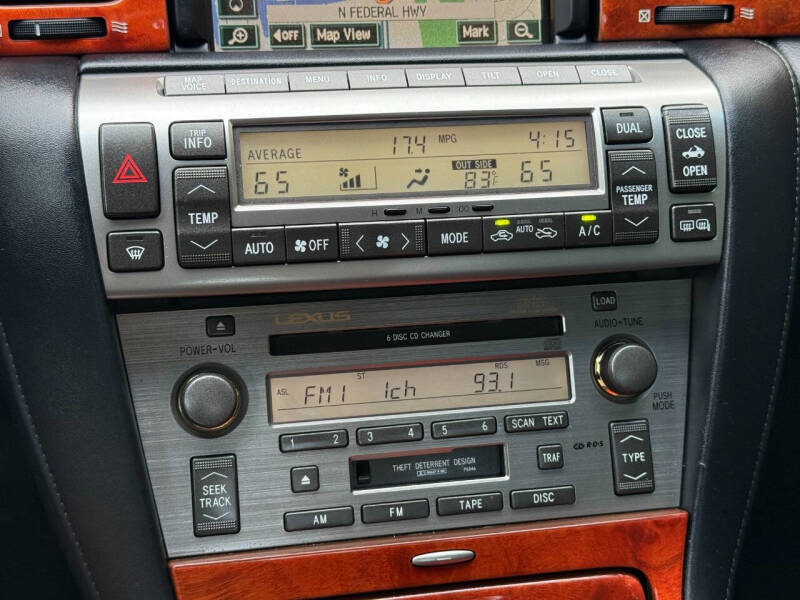 N FEDERAL HWY
OFF Map View Mark
MAP VOICE DESTINATION MENU INFO DISPLAY TILT OPEN CLOSE
TRIP INFO
AVERAGE 17.4 MPG 4:15
DUAL
CLOSE
OPEN
TEMP
65 OUT SIDE 83°F 65
PASSENGER TEMP
H M :00
AUTO OFF MODE AUTO A/C
LEXUS
LOAD
6 DISC CD CHANGER
POWER-VOL
AUDIO-TUNE
ASL ST RDS MSG
FM1 1ch 93.1
PUSH MODE
1 2 3 4 5 6 SCAN TEXT
SEEK TRACK
THEFT DETERRENT DESIGN
TRAF
R·D·S
TYPE
AM FM TAPE DISC